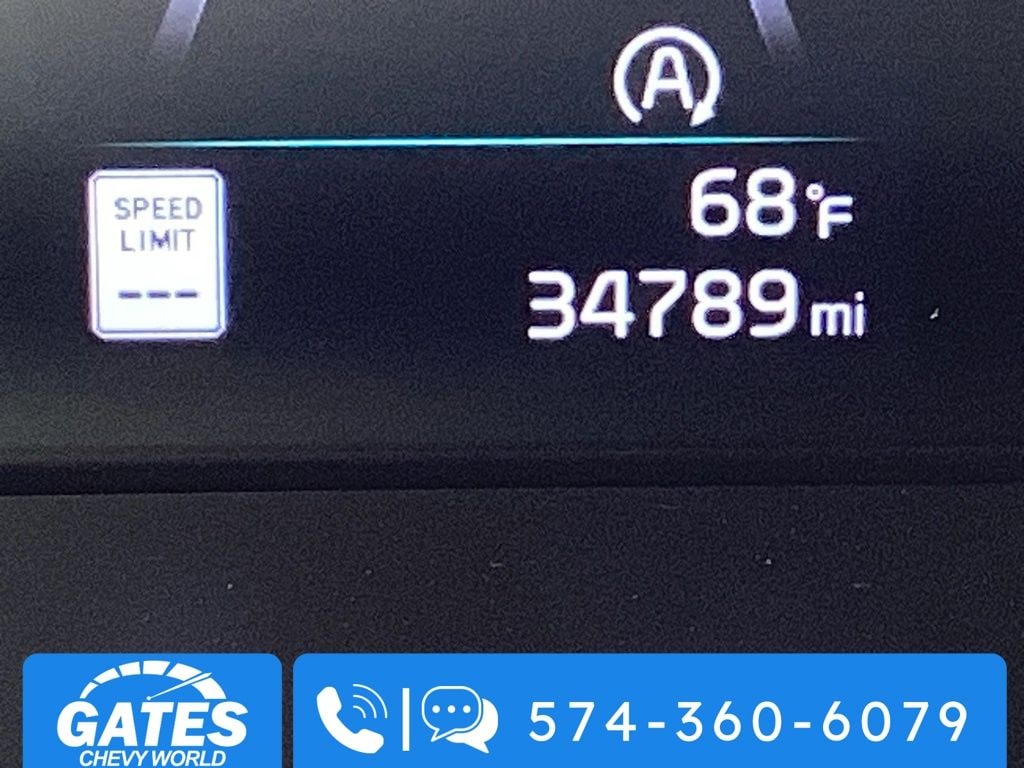 A
68°F
SPEED
LIMIT
---
34789 mi
GATES
CHEVY WORLD
574-360-6079